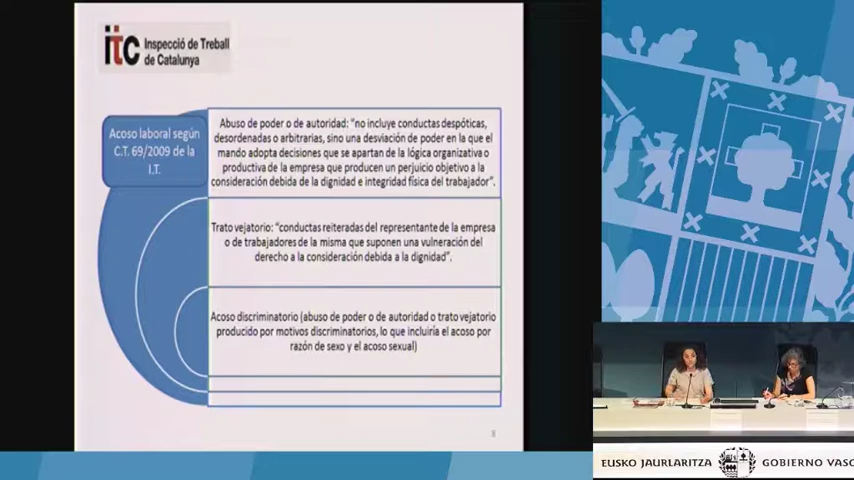 itc Inspecció de Treball
de Catalunya
Acoso laboral según
C.T. 69/2009 de la
I.T.
Abuso de poder o de autoridad: "no incluye conductas despóticas,
desordenadas o arbitrarias, sino una desviación de poder en la que el
mando adopta decisiones que se apartan de la lógica organizativa o
productiva de la empresa que producen un perjuicio objetivo a la
consideración debida de la dignidad e integridad física del trabajador".
Trato vejatorio: "conductas reiteradas del representante de la empresa
o de trabajadores de la misma que suponen una vulneración del
derecho a la consideración debida a la dignidad".
Acoso discriminatorio (abuso de poder o de autoridad o trato vejatorio
producido por motivos discriminatorios, lo que incluiría el acoso por
razón de sexo y el acoso sexual)
8
EUSKO JAURLARITZA GOBIERNO VASC